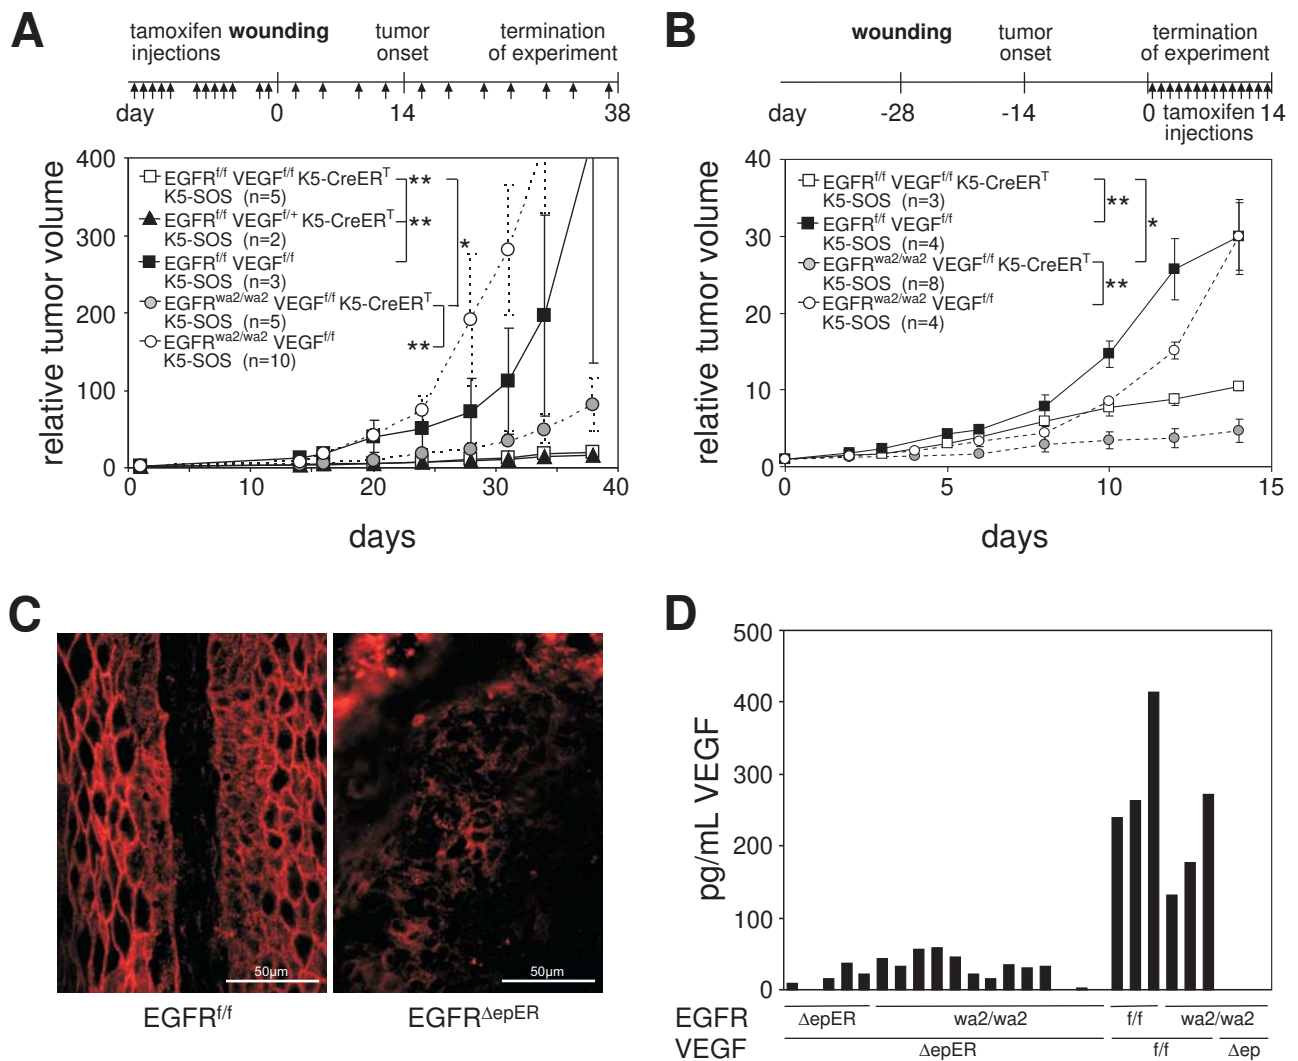 A
tamoxifen wounding
injections
tumor
onset
termination
of experiment
day
0
14
38
relative tumor volume
400
300
200
100
0
EGFRf/f VEGFf/f K5-CreERT
K5-SOS (n=5)
EGFRf/f VEGFf/+ K5-CreERT
K5-SOS (n=2)
EGFRf/f VEGFf/f
K5-SOS (n=3)
EGFRwa2/wa2 VEGFf/f K5-CreERT
K5-SOS (n=5)
EGFRwa2/wa2 VEGFf/f
K5-SOS (n=10)
**
**
*
**
0
10
20
30
40
days
B
wounding
tumor
onset
termination
of experiment
day
-28
-14
0
tamoxifen
injections
14
relative tumor volume
40
30
20
10
0
EGFRf/f VEGFf/f K5-CreERT
K5-SOS (n=3)
EGFRf/f VEGFf/f
K5-SOS (n=4)
EGFRwa2/wa2 VEGFf/f K5-CreERT
K5-SOS (n=8)
EGFRwa2/wa2 VEGFf/f
K5-SOS (n=4)
**
*
**
0
5
10
15
days
C
50µm
50µm
EGFRf/f
EGFRΔepER
D
pg/mL VEGF
500
400
300
200
100
0
EGFR ΔepER wa2/wa2 f/f wa2/wa2
VEGF ΔepER f/f Δep